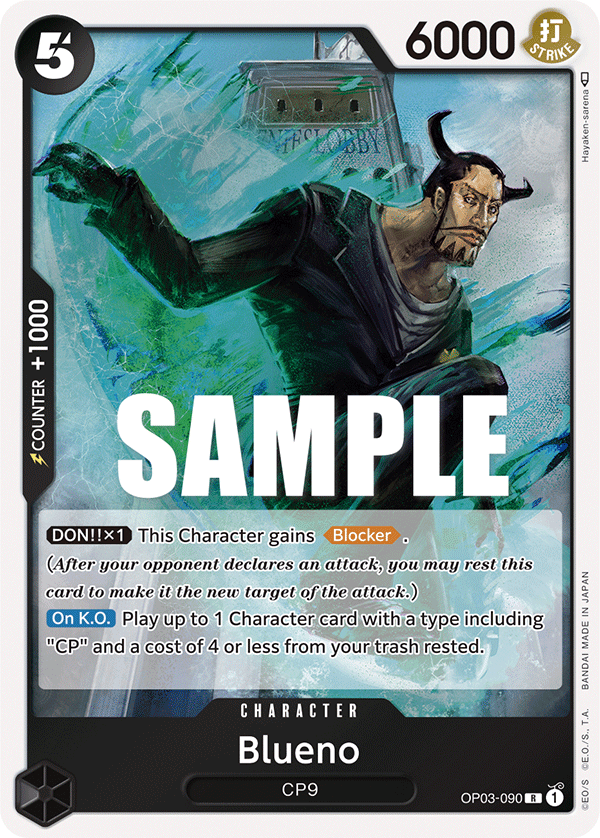 5
6000
打
STRIKE
Hayaken-sarena
COUNTER +1000
SAMPLE
DON!!×1 This Character gains Blocker .
(After your opponent declares an attack, you may rest this
card to make it the new target of the attack.)
On K.O. Play up to 1 Character card with a type including
"CP" and a cost of 4 or less from your trash rested.
CHARACTER
Blueno
CP9
OP03-090 R 1
©EO/S ©E.O./S., T.A. BANDAI MADE IN JAPAN